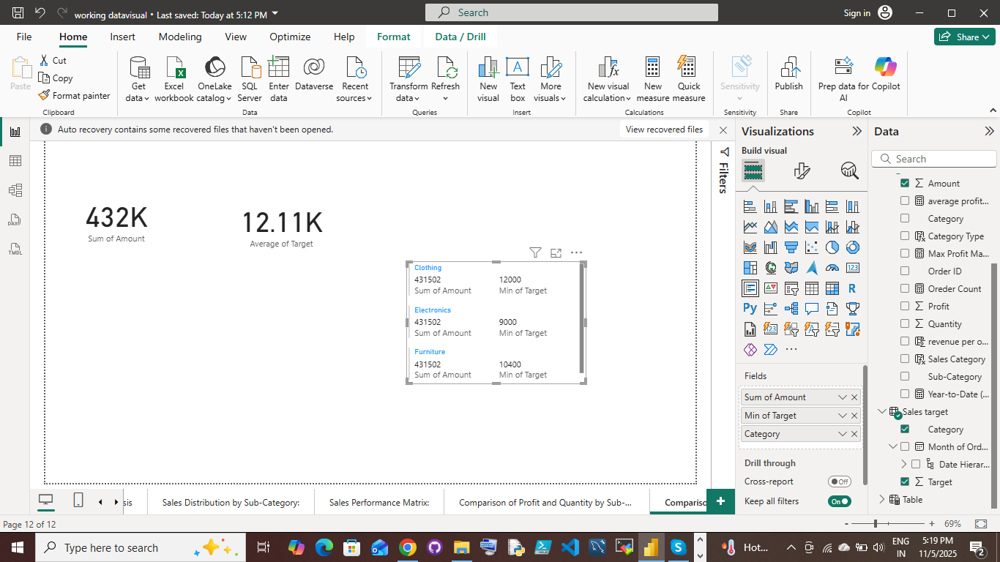 working datavisual • Last saved: Today at 5:12 PM
Search
Sign in
File
Home
Insert
Modeling
View
Optimize
Help
Format
Data / Drill
Share
Paste
Cut
Copy
Format painter
Clipboard
Get data
Excel workbook
OneLake catalog
SQL Server
Enter data
Dataverse
Recent sources
Data
Transform data
Refresh
Queries
New visual
Text box
More visuals
Insert
New visual calculation
New measure
Quick measure
Calculations
Sensitivity
Sensitivity
Publish
Share
Prep data for AI
Copilot
Copilot
Auto recovery contains some recovered files that haven't been opened.
View recovered files
DAX
TMDL
432K
Sum of Amount
12.11K
Average of Target
Clothing
431502 12000
Sum of Amount Min of Target
Electronics
431502 9000
Sum of Amount Min of Target
Furniture
431502 10400
Sum of Amount Min of Target
Filters
Visualizations
Build visual
123
R
Py
123
Fields
Sum of Amount
Min of Target
Category
Drill through
Cross-report
Off
Keep all filters
On
Data
Search
Amount
average profit...
Category
Category Type
Max Profit Ma...
Order ID
Oreder Count
Profit
Quantity
revenue per o...
Sales Category
Sub-Category
Year-to-Date (...
Sales target
Category
Month of Ord...
Date Hierar...
Target
Table
sis
Sales Distribution by Sub-Category:
Sales Performance Matrix:
Comparison of Profit and Quantity by Sub-...
Compariso
Page 12 of 12
69%
Type here to search
Hot...
ENG
IN
5:19 PM
11/5/2025
2